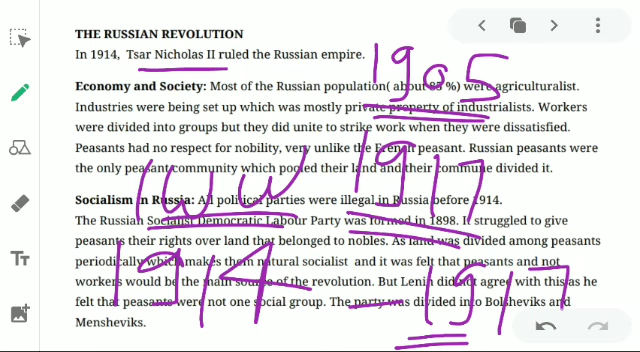 THE RUSSIAN REVOLUTION
In 1914, Tsar Nicholas II ruled the Russian empire.
1905
Economy and Society: Most of the Russian population( about 85 %) were agriculturalist.
Industries were being set up which was mostly private property of industrialists. Workers
were divided into groups but they did unite to strike work when they were dissatisfied.
Peasants had no respect for nobility, very unlike the French peasant. Russian peasants were
the only peasant community which pooled their land and their commune divided it.
1917
Socialism in Russia: All political parties were illegal in Russia before 1914.
The Russian Socialist Democratic Labour Party was formed in 1898. It struggled to give
peasants their rights over land that belonged to nobles. As land was divided among peasants
periodically which makes them natural socialist and it was felt that peasants and not
workers would be the main source of the revolution. But Lenin did not agree with this as he
felt that peasants were not one social group. The party was divided into Bolsheviks and
Mensheviks.
1914
1917
Tт